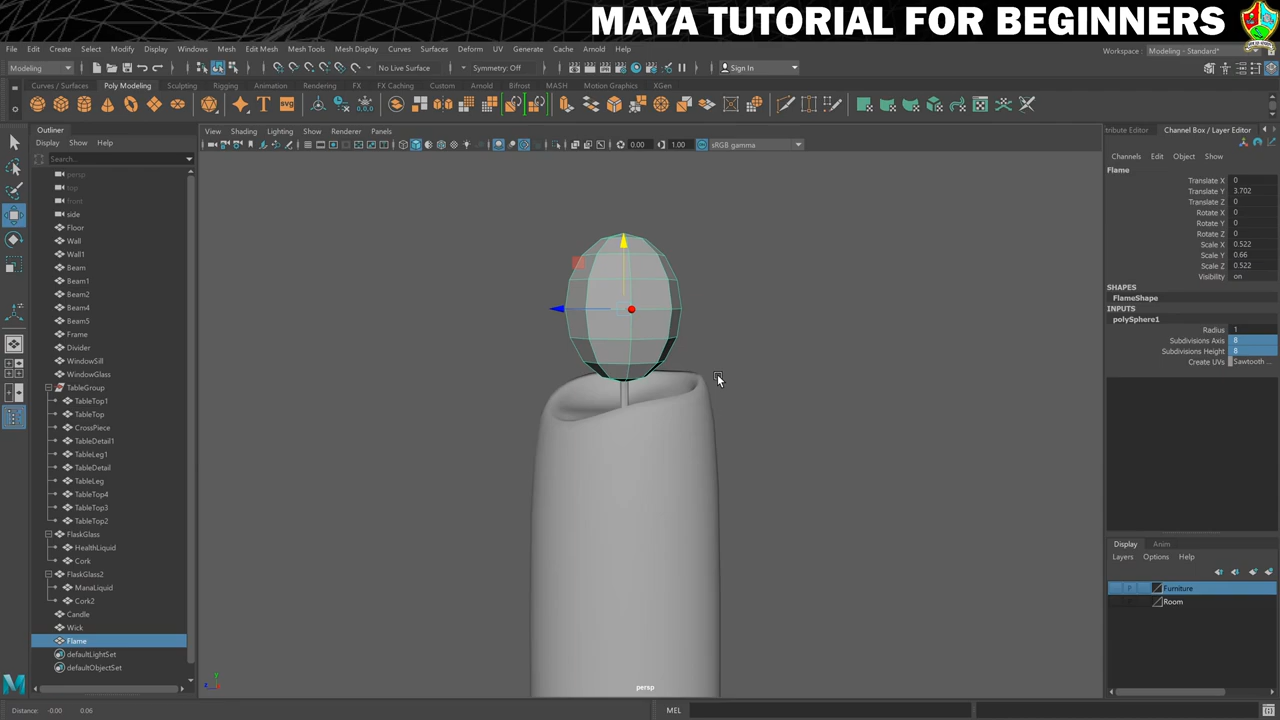 MAYA TUTORIAL FOR BEGINNERS
File Edit Create Select Modify Display Windows Mesh Edit Mesh Mesh Tools Mesh Display Curves Surfaces Deform UV Generate Cache Arnold Help
Workspace : Modeling - Standard*
Modeling No Live Surface Symmetry: Off Sign In
Curves / Surfaces Poly Modeling Sculpting Rigging Animation Rendering FX FX Caching Custom Arnold Bifrost MASH Motion Graphics XGen
Outliner
Display Show Help
Search...
persp
top
front
side
Floor
Wall
Wall1
Beam
Beam1
Beam2
Beam4
Beam5
Frame
Divider
WindowSill
WindowGlass
TableGroup
TableTop1
TableTop
CrossPiece
TableDetail1
TableLeg1
TableDetail
TableLeg
TableTop4
TableTop3
TableTop2
FlaskGlass
HealthLiquid
Cork
FlaskGlass2
ManaLiquid
Cork2
Candle
Wick
Flame
defaultLightSet
defaultObjectSet
View Shading Lighting Show Renderer Panels
0.00 1.00 sRGB gamma
persp
tribute Editor Channel Box / Layer Editor
Channels Edit Object Show
Flame
Translate X 0
Translate Y 3.702
Translate Z 0
Rotate X 0
Rotate Y 0
Rotate Z 0
Scale X 0.522
Scale Y 0.66
Scale Z 0.522
Visibility on
SHAPES
FlameShape
INPUTS
polySphere1
Radius 1
Subdivisions Axis 8
Subdivisions Height 8
Create UVs Sawtooth ...
Display Anim
Layers Options Help
P Furniture
Room
Distance: -0.00 0.06
MEL